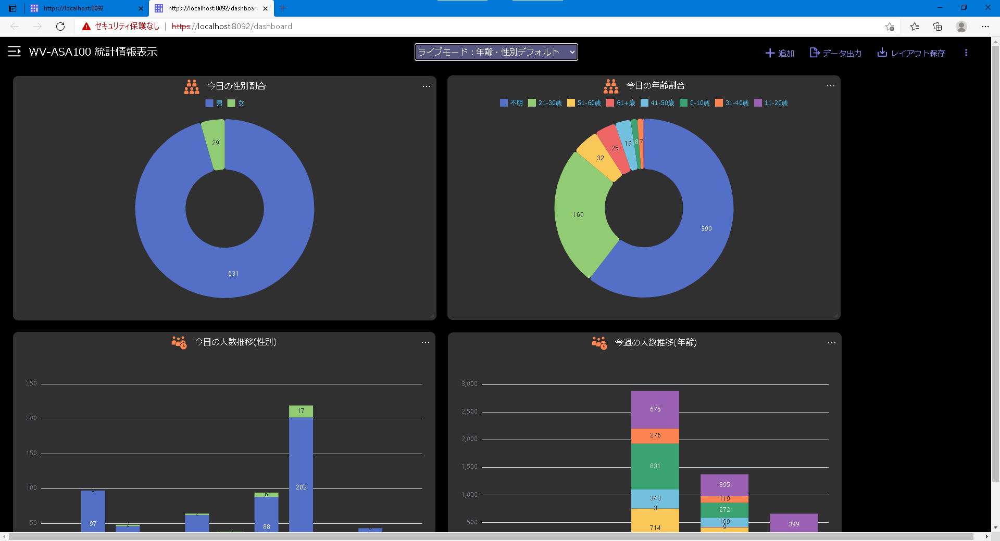 https://localhost:8092
https://localhost:8092/dashboar
セキュリティ保護なし | https://localhost:8092/dashboard
WV-ASA100 統計情報表示
ライブモード：年齢・性別デフォルト
追加
データ出力
レイアウト保存
今日の性別割合
男 女
29
631
今日の年齢割合
不明 21-30歳 51-60歳 61+歳 41-50歳 0-10歳 31-40歳 11-20歳
399
169
32
25
19
8
7
今日の人数推移(性別)
250
200
150
100
50
97
2
2
6
88
17
202
今週の人数推移(年齢)
3,000
2,500
2,000
1,500
1,000
500
675
276
831
343
3
714
395
119
272
169
9
399